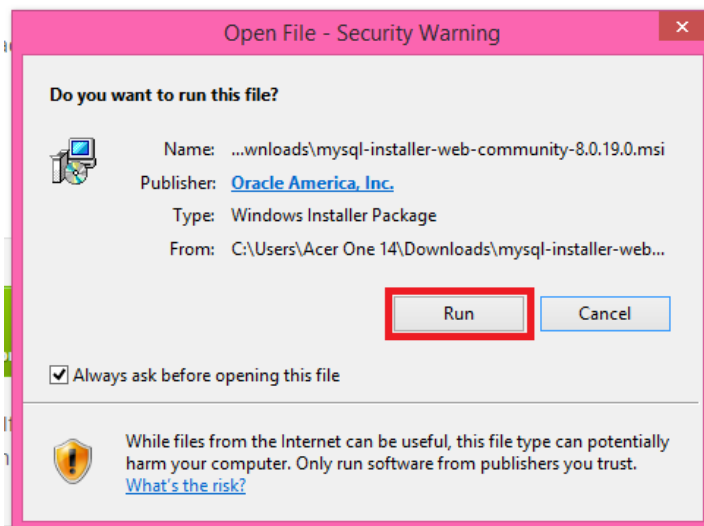 Open File - Security Warning
Do you want to run this file?
Name: ...wnloads\mysql-installer-web-community-8.0.19.0.msi
Publisher: Oracle America, Inc.
Type: Windows Installer Package
From: C:\Users\Acer One 14\Downloads\mysql-installer-web...
Run Cancel
Always ask before opening this file
While files from the Internet can be useful, this file type can potentially
harm your computer. Only run software from publishers you trust.
What's the risk?